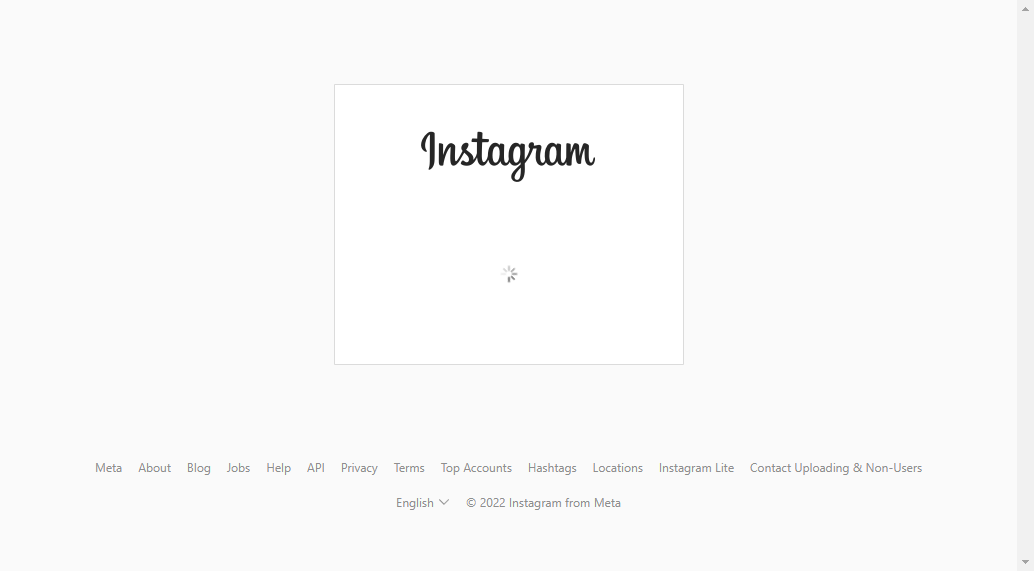 Instagram
Meta About Blog Jobs Help API Privacy Terms Top Accounts Hashtags Locations Instagram Lite Contact Uploading & Non-Users
English © 2022 Instagram from Meta